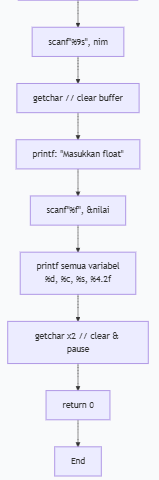 scanf"%9s", nim
getchar // clear buffer
printf: "Masukkan float"
scanf"%f", &nilai
printf semua variabel
%d, %c, %s, %4.2f
getchar x2 // clear &
pause
return 0
End